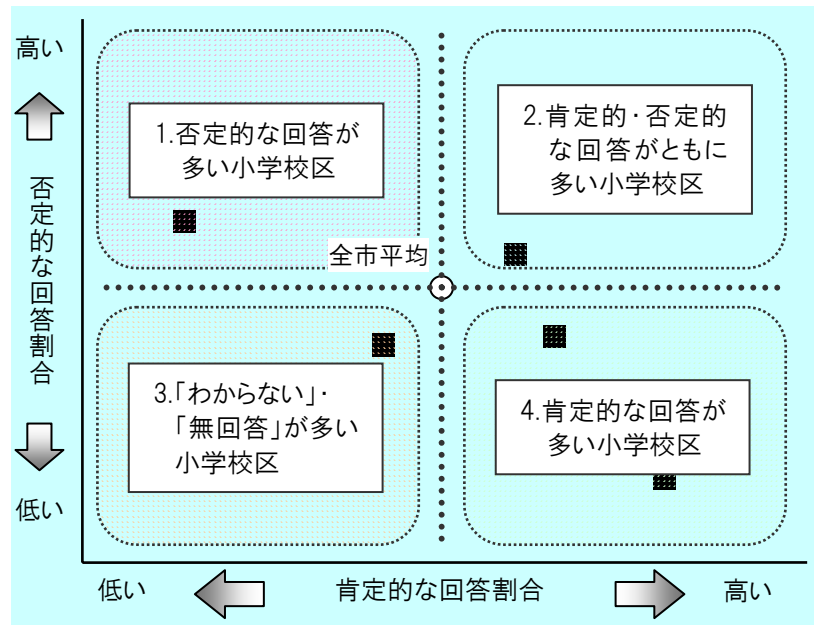 高い
1.否定的な回答が
多い小学校区
2.肯定的・否定的
な回答がともに
多い小学校区
否定的な回答割合
全市平均
3.「わからない」・
「無回答」が多い
小学校区
4.肯定的な回答が
多い小学校区
低い
低い
肯定的な回答割合
高い